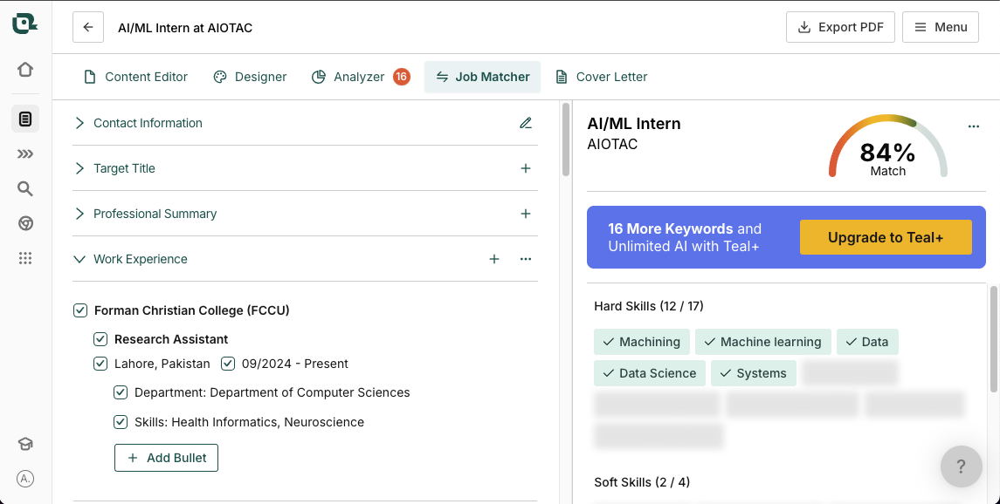 AI/ML Intern at AIOTAC
Export PDF
Menu
Content Editor
Designer
Analyzer 16
Job Matcher
Cover Letter
Contact Information
Target Title
Professional Summary
Work Experience
Forman Christian College (FCCU)
Research Assistant
Lahore, Pakistan 09/2024 - Present
Department: Department of Computer Sciences
Skills: Health Informatics, Neuroscience
+ Add Bullet
AI/ML Intern
AIOTAC
84%
Match
16 More Keywords and
Unlimited AI with Teal+
Upgrade to Teal+
Hard Skills (12 / 17)
Machining
Machine learning
Data
Data Science
Systems
Soft Skills (2 / 4)
?
A.